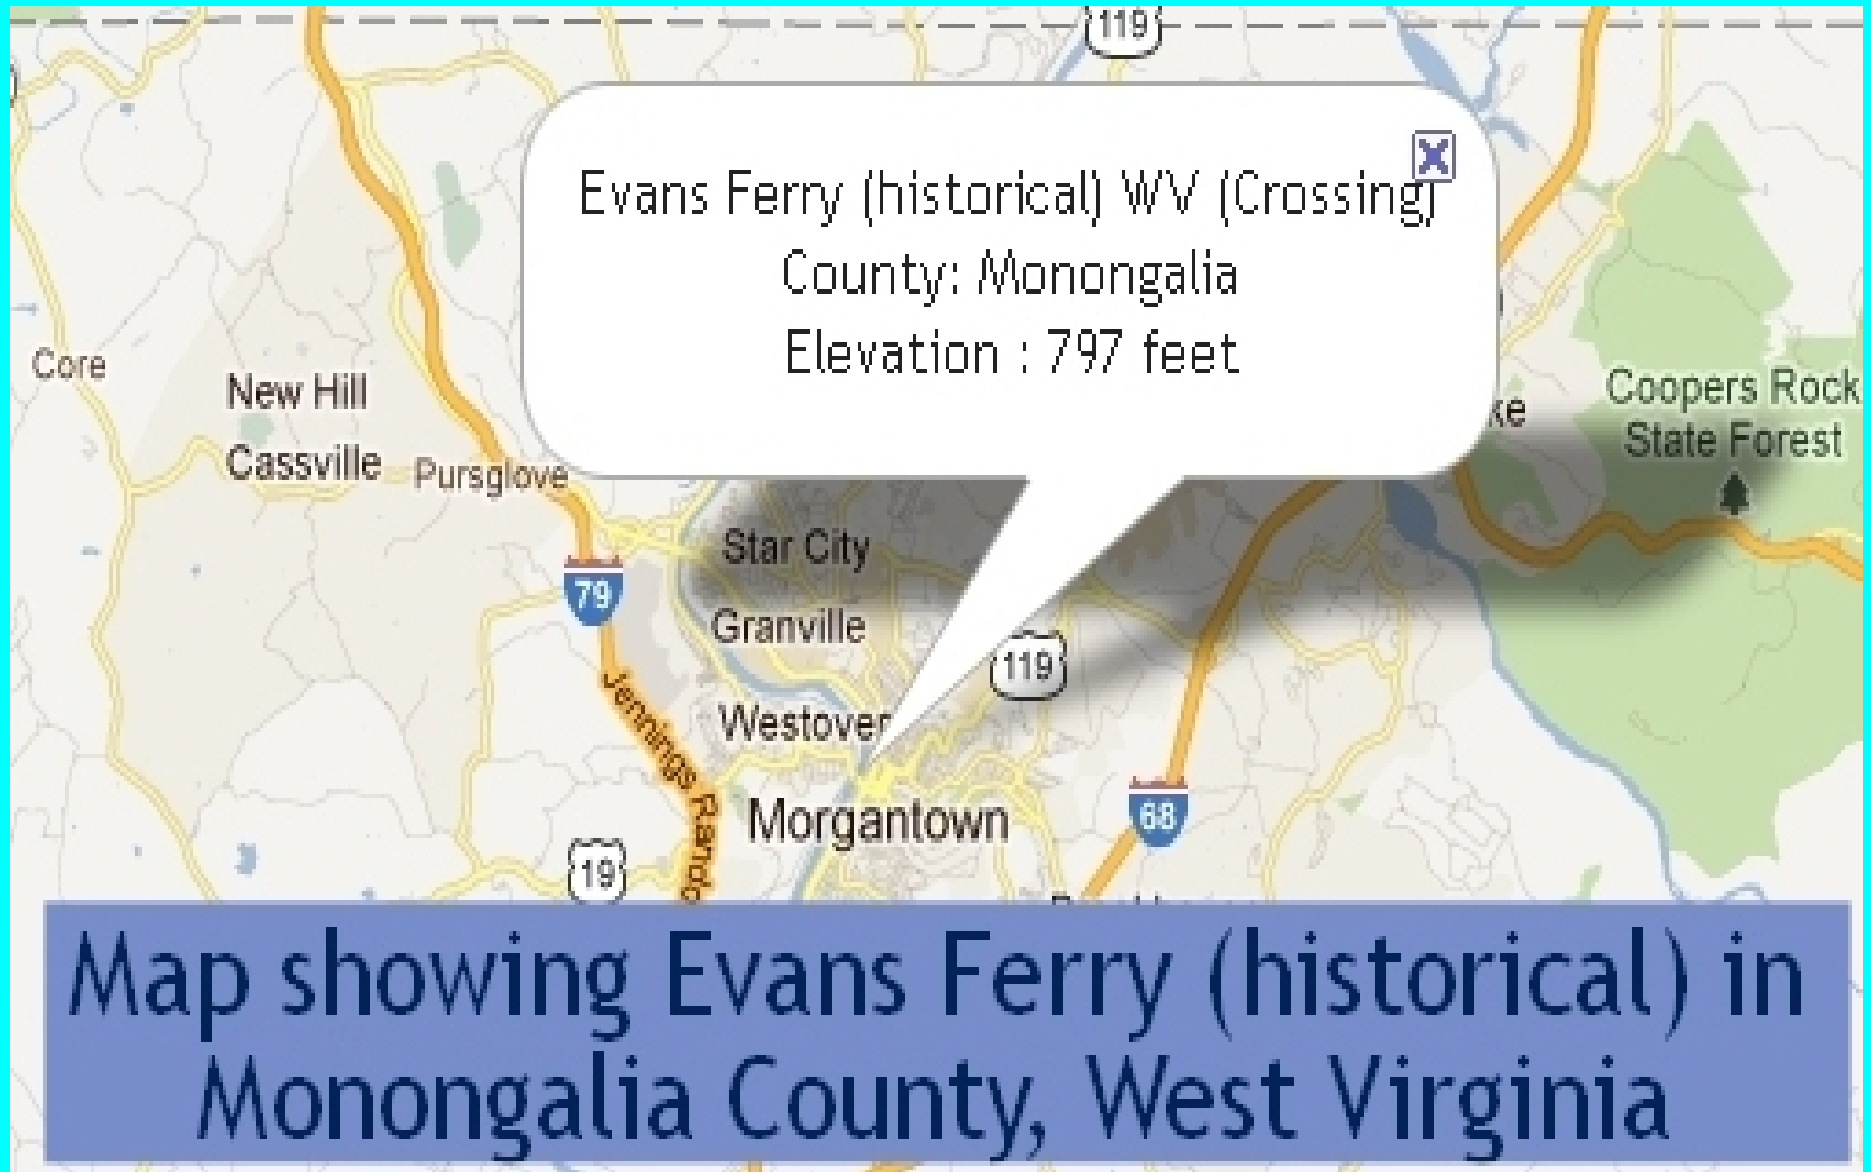 119
Evans Ferry (historical) WV (Crossing)
County: Monongalia
Elevation : 797 feet
Core
New Hill
Cassville
Pursglove
Coopers Rock
State Forest
Star City
79
Granville
119
Jennings Rando
Westover
Morgantown
68
19
Map showing Evans Ferry (historical) in
Monongalia County, West Virginia